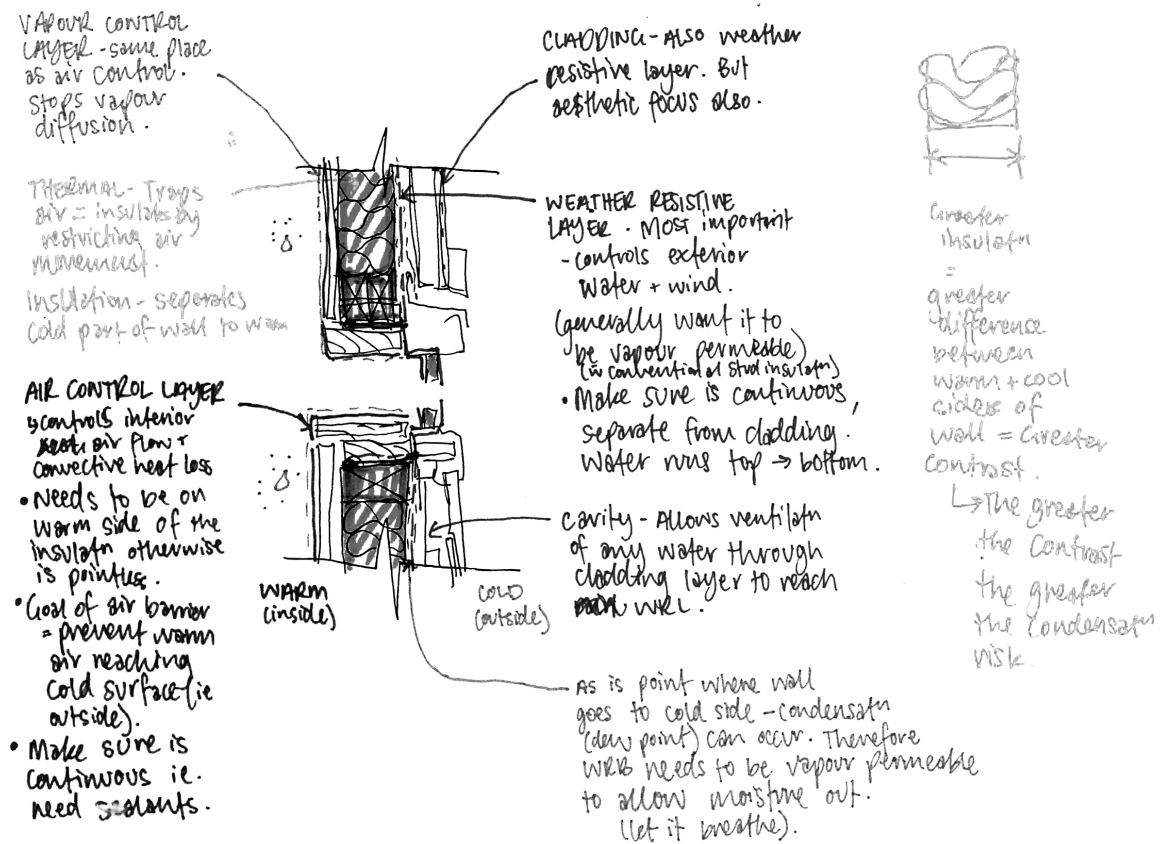 VAPOUR CONTROL
LAYER - same place
as air control.
stops vapour
diffusion.
THERMAL - Traps
air = insulates by
restricting air
movement.
Insulation - separates
cold part of wall to warm
AIR CONTROL LAYER
↳ controls interior
air flow +
convective heat loss
• Needs to be on
warm side of the
insulatn otherwise
is pointless.
• Goal of air barrier
= prevent warm
air reaching
cold surface (ie
outside).
• Make sure is
continuous ie.
need sealants.
WARM
(inside)
COLD
(outside)
CLADDING - ALSO weather
resistive layer. But
aesthetic focus also.
WEATHER RESISTIVE
LAYER. MOST important
- controls exterior
water + wind.
(generally want it to
be vapour permeable)
(in conventional stud insulatn)
• Make sure is continuous,
separate from cladding.
Water runs top → bottom.
Cavity - Allows ventilatn
of any water through
cladding layer to reach
WRL.
As is point where wall
goes to cold side - condensatn
(dew point) can occur. Therefore
WRB needs to be vapour permeable
to allow moisture out.
(let it breathe).
Greater
insulatn
=
greater
difference
between
warm + cool
sides of
wall = Greater
contrast.
↳ The greater
the contrast
the greater
the condensatn
risk.